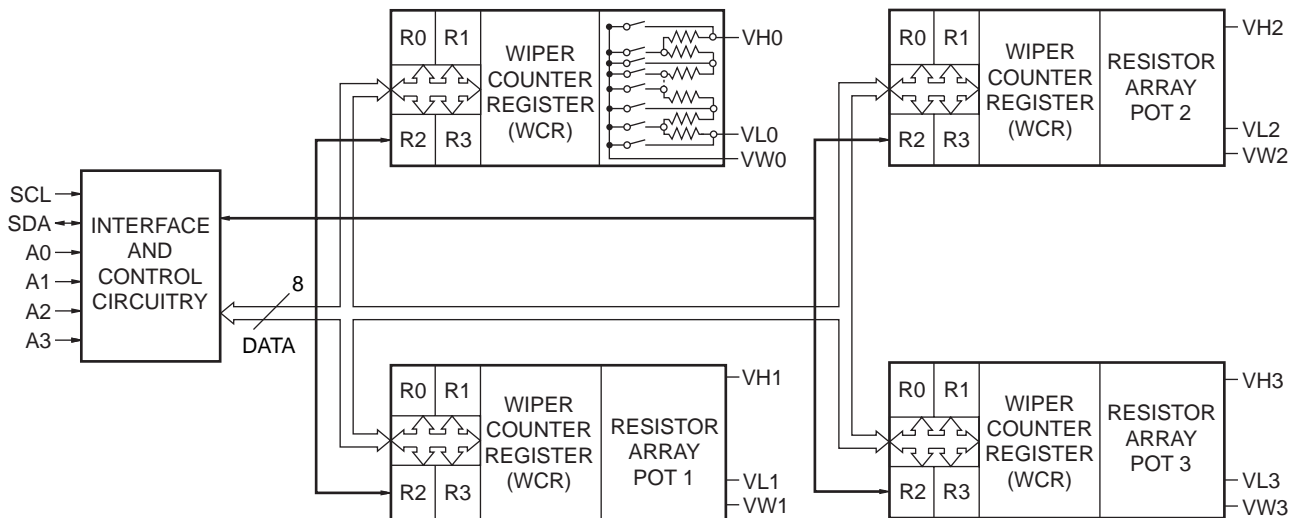 R0 R1
R2 R3
WIPER
COUNTER
REGISTER
(WCR)
VH0
VL0
VW0
R0 R1
R2 R3
WIPER
COUNTER
REGISTER
(WCR)
RESISTOR
ARRAY
POT 2
VH2
VL2
VW2
SCL
SDA
A0
A1
A2
A3
INTERFACE
AND
CONTROL
CIRCUITRY
8
DATA
R0 R1
R2 R3
WIPER
COUNTER
REGISTER
(WCR)
RESISTOR
ARRAY
POT 1
VH1
VL1
VW1
R0 R1
R2 R3
WIPER
COUNTER
REGISTER
(WCR)
RESISTOR
ARRAY
POT 3
VH3
VL3
VW3